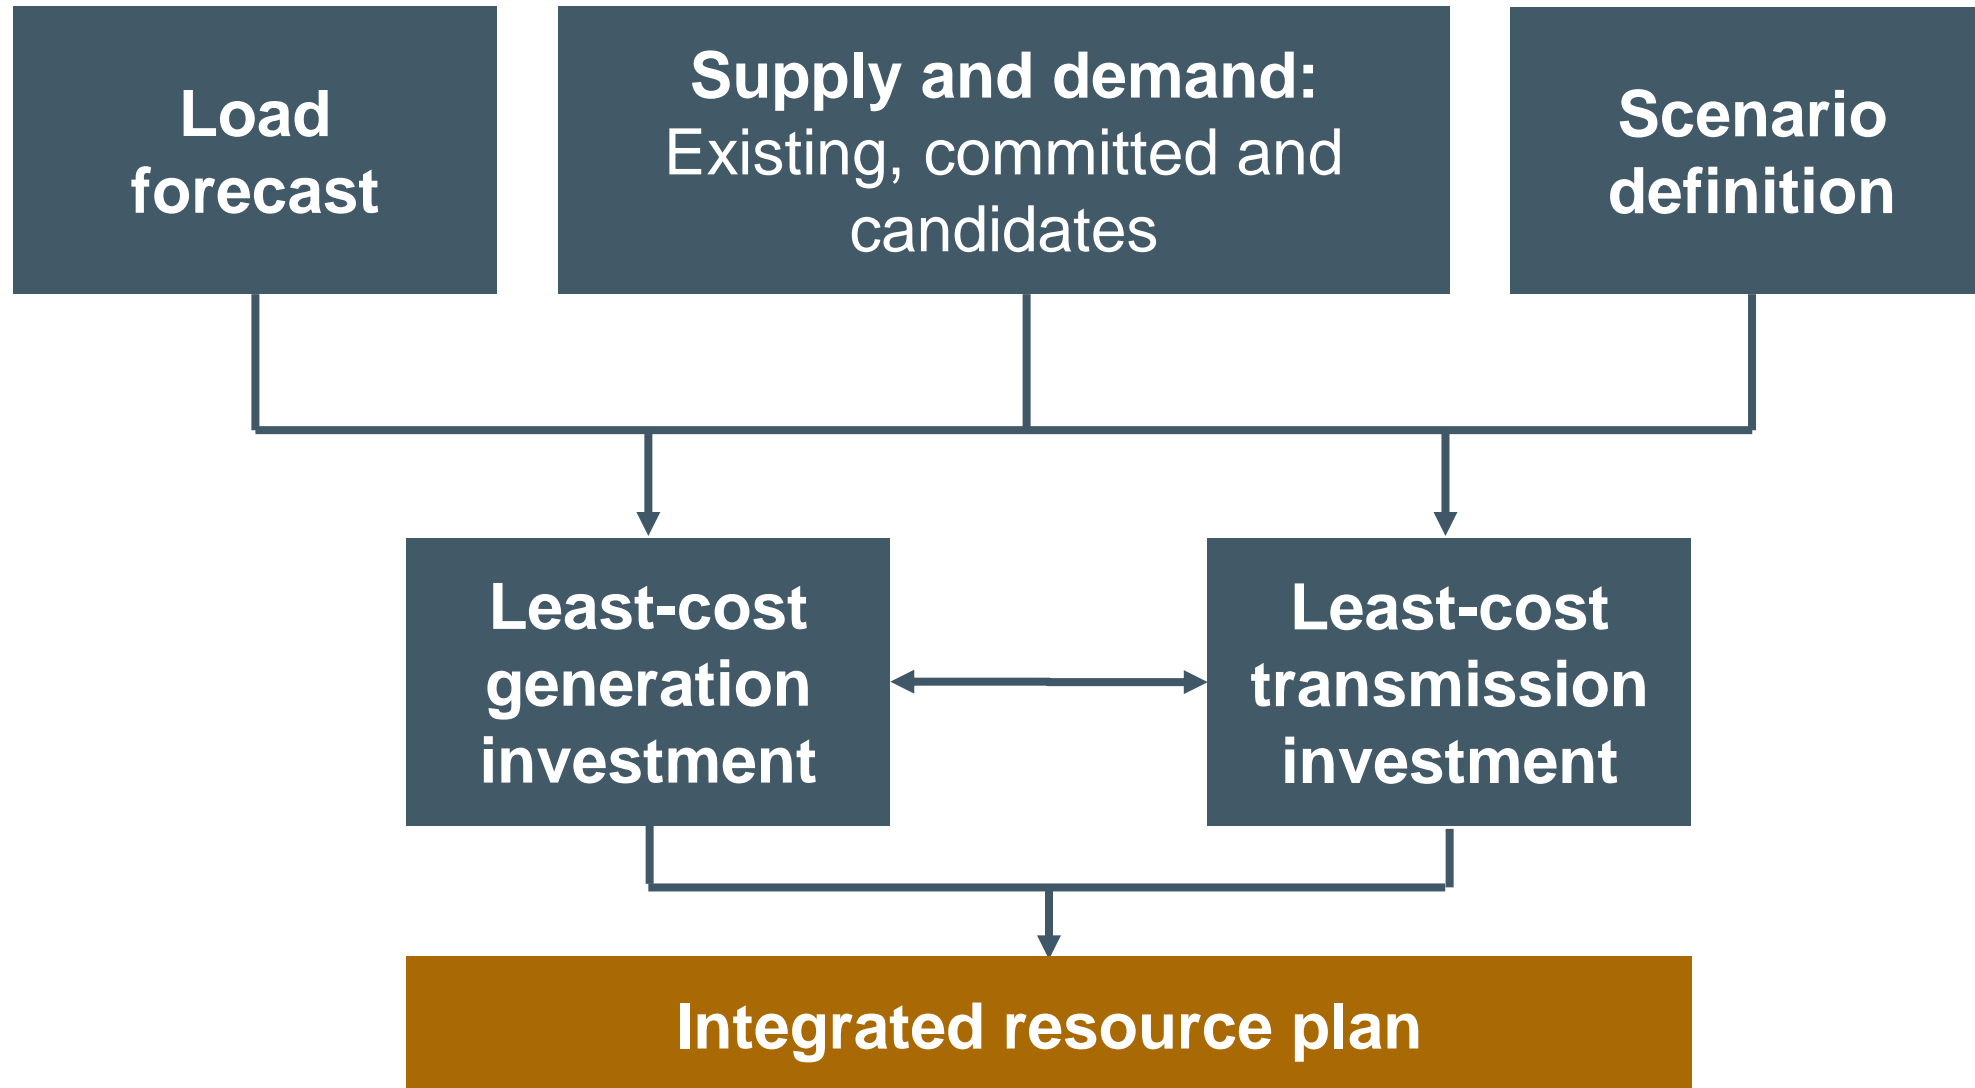 Load
forecast
Supply and demand:
Existing, committed and
candidates
Scenario
definition
Least-cost
generation
investment
Least-cost
transmission
investment
Integrated resource plan